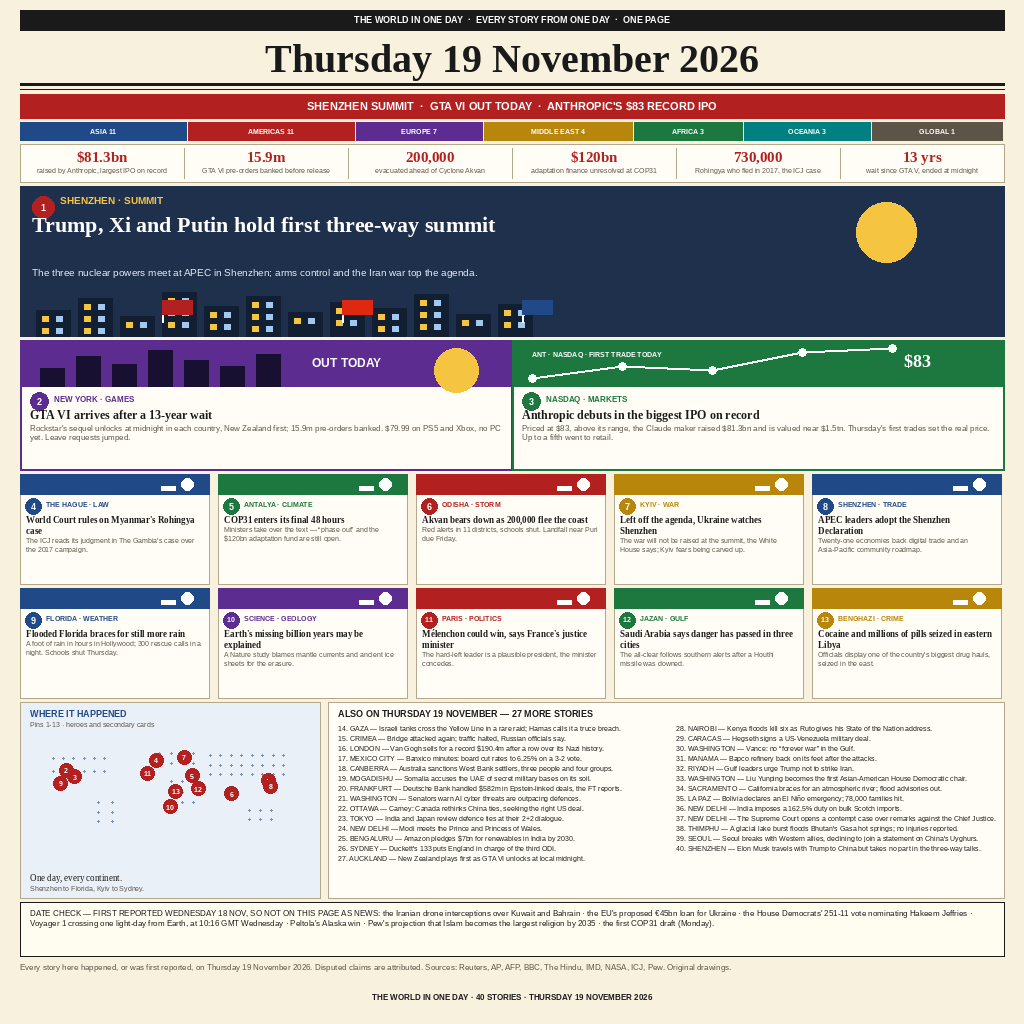 THE WORLD IN ONE DAY · EVERY STORY FROM ONE DAY · ONE PAGE
Thursday 19 November 2026
SHENZHEN SUMMIT · GTA VI OUT TODAY · ANTHROPIC'S $83 RECORD IPO
ASIA 11
AMERICAS 11
EUROPE 7
MIDDLE EAST 4
AFRICA 3
OCEANIA 3
GLOBAL 1
$81.3bn
raised by Anthropic, largest IPO on record
15.9m
GTA VI pre-orders banked before release
200,000
evacuated ahead of Cyclone Akvan
$120bn
adaptation finance unresolved at COP31
730,000
Rohingya who fled in 2017, the ICJ case
13 yrs
wait since GTA V, ended at midnight
1
SHENZHEN · SUMMIT
Trump, Xi and Putin hold first three-way summit
The three nuclear powers meet at APEC in Shenzhen; arms control and the Iran war top the agenda.
OUT TODAY
2
NEW YORK · GAMES
GTA VI arrives after a 13-year wait
Rockstar's sequel unlocks at midnight in each country, New Zealand first; 15.9m pre-orders banked. $79.99 on PS5 and Xbox, no PC
yet. Leave requests jumped.
ANT · NASDAQ · FIRST TRADE TODAY
$83
3
NASDAQ · MARKETS
Anthropic debuts in the biggest IPO on record
Priced at $83, above its range, the Claude maker raised $81.3bn and is valued near $1.5tn. Thursday's first trades set the real price.
Up to a fifth went to retail.
4
THE HAGUE · LAW
World Court rules on Myanmar's Rohingya
case
The ICJ reads its judgment in The Gambia's case over
the 2017 campaign.
5
ANTALYA · CLIMATE
COP31 enters its final 48 hours
Ministers take over the text — "phase out" and the
$120bn adaptation fund are still open.
6
ODISHA · STORM
Akvan bears down as 200,000 flee the coast
Red alerts in 11 districts, schools shut. Landfall near Puri
due Friday.
7
KYIV · WAR
Left off the agenda, Ukraine watches
Shenzhen
The war will not be raised at the summit, the White
House says; Kyiv fears being carved up.
8
SHENZHEN · TRADE
APEC leaders adopt the Shenzhen
Declaration
Twenty-one economies back digital trade and an
Asia-Pacific community roadmap.
9
FLORIDA · WEATHER
Flooded Florida braces for still more rain
A foot of rain in hours in Hollywood; 300 rescue calls in a
night. Schools shut Thursday.
10
SCIENCE · GEOLOGY
Earth's missing billion years may be
explained
A Nature study blames mantle currents and ancient ice
sheets for the erasure.
11
PARIS · POLITICS
Mélenchon could win, says France's justice
minister
The hard-left leader is a plausible president, the minister
concedes.
12
JAZAN · GULF
Saudi Arabia says danger has passed in three
cities
The all-clear follows southern alerts after a Houthi
missile was downed.
13
BENGHAZI · CRIME
Cocaine and millions of pills seized in eastern
Libya
Officials display one of the country's biggest drug hauls,
seized in the east.
WHERE IT HAPPENED
Pins 1-13 · heroes and secondary cards
4
7
2
3
11
5
9
13
12
6
8
10
One day, every continent.
Shenzhen to Florida, Kyiv to Sydney.
ALSO ON THURSDAY 19 NOVEMBER — 27 MORE STORIES
14. GAZA — Israeli tanks cross the Yellow Line in a rare raid; Hamas calls it a truce breach.
15. CRIMEA — Bridge attacked again; traffic halted, Russian officials say.
16. LONDON — Van Gogh sells for a record $190.4m after a row over its Nazi history.
17. MEXICO CITY — Banxico minutes: board cut rates to 6.25% on a 3-2 vote.
18. CANBERRA — Australia sanctions West Bank settlers, three people and four groups.
19. MOGADISHU — Somalia accuses the UAE of secret military bases on its soil.
20. FRANKFURT — Deutsche Bank handled $582m in Epstein-linked deals, the FT reports.
21. WASHINGTON — Senators warn AI cyber threats are outpacing defences.
22. OTTAWA — Carney: Canada rethinks China ties, seeking the right US deal.
23. TOKYO — India and Japan review defence ties at their 2+2 dialogue.
24. NEW DELHI — Modi meets the Prince and Princess of Wales.
25. BENGALURU — Amazon pledges $7bn for renewables in India by 2030.
26. SYDNEY — Duckett's 133 puts England in charge of the third ODI.
27. AUCKLAND — New Zealand plays first as GTA VI unlocks at local midnight.
28. NAIROBI — Kenya floods kill six as Ruto gives his State of the Nation address.
29. CARACAS — Hegseth signs a US-Venezuela military deal.
30. WASHINGTON — Vance: no "forever war" in the Gulf.
31. MANAMA — Bapco refinery back on its feet after the attacks.
32. RIYADH — Gulf leaders urge Trump not to strike Iran.
33. WASHINGTON — Liu Yunping becomes the first Asian-American House Democratic chair.
34. SACRAMENTO — California braces for an atmospheric river; flood advisories out.
35. LA PAZ — Bolivia declares an El Niño emergency; 78,000 families hit.
36. NEW DELHI — India imposes a 162.5% duty on bulk Scotch imports.
37. NEW DELHI — The Supreme Court opens a contempt case over remarks against the Chief Justice.
38. THIMPHU — A glacial lake burst floods Bhutan's Gasa hot springs; no injuries reported.
39. SEOUL — Seoul breaks with Western allies, declining to join a statement on China's Uyghurs.
40. SHENZHEN — Elon Musk travels with Trump to China but takes no part in the three-way talks.
DATE CHECK — FIRST REPORTED WEDNESDAY 18 NOV, SO NOT ON THIS PAGE AS NEWS: the Iranian drone interceptions over Kuwait and Bahrain · the EU's proposed €45bn loan for Ukraine · the House Democrats' 251-11 vote nominating Hakeem Jeffries ·
Voyager 1 crossing one light-day from Earth, at 10:16 GMT Wednesday · Peltola's Alaska win · Pew's projection that Islam becomes the largest religion by 2035 · the first COP31 draft (Monday).
Every story here happened, or was first reported, on Thursday 19 November 2026. Disputed claims are attributed. Sources: Reuters, AP, AFP, BBC, The Hindu, IMD, NASA, ICJ, Pew. Original drawings.
THE WORLD IN ONE DAY · 40 STORIES · THURSDAY 19 NOVEMBER 2026